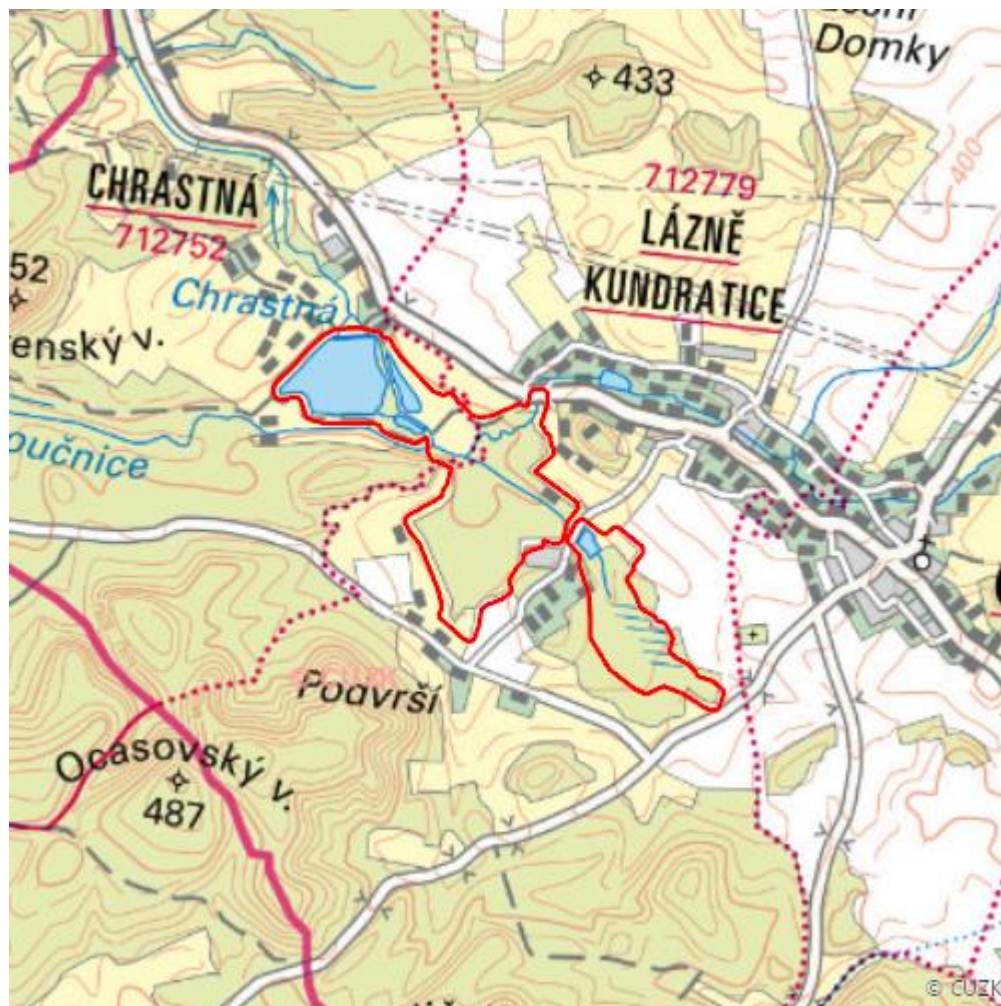 Domky
433
CHRASTNÁ
712752
712779
LÁZNĚ
KUNDRATICE
400
52
Chrastná
enský v.
oučnice
Podvrší
Ocasovský v.
487
© ČÚZK